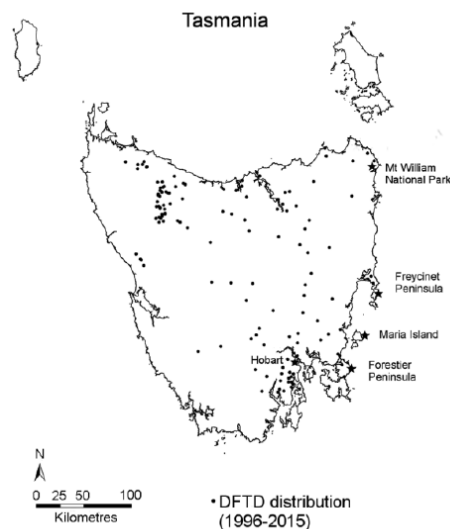 Tasmania
Mt William
National Park
Freycinet
Peninsula
Maria Island
Hobart
Forestier
Peninsula
N
0 25 50 100
Kilometres
• DFTD distribution
(1996-2015)